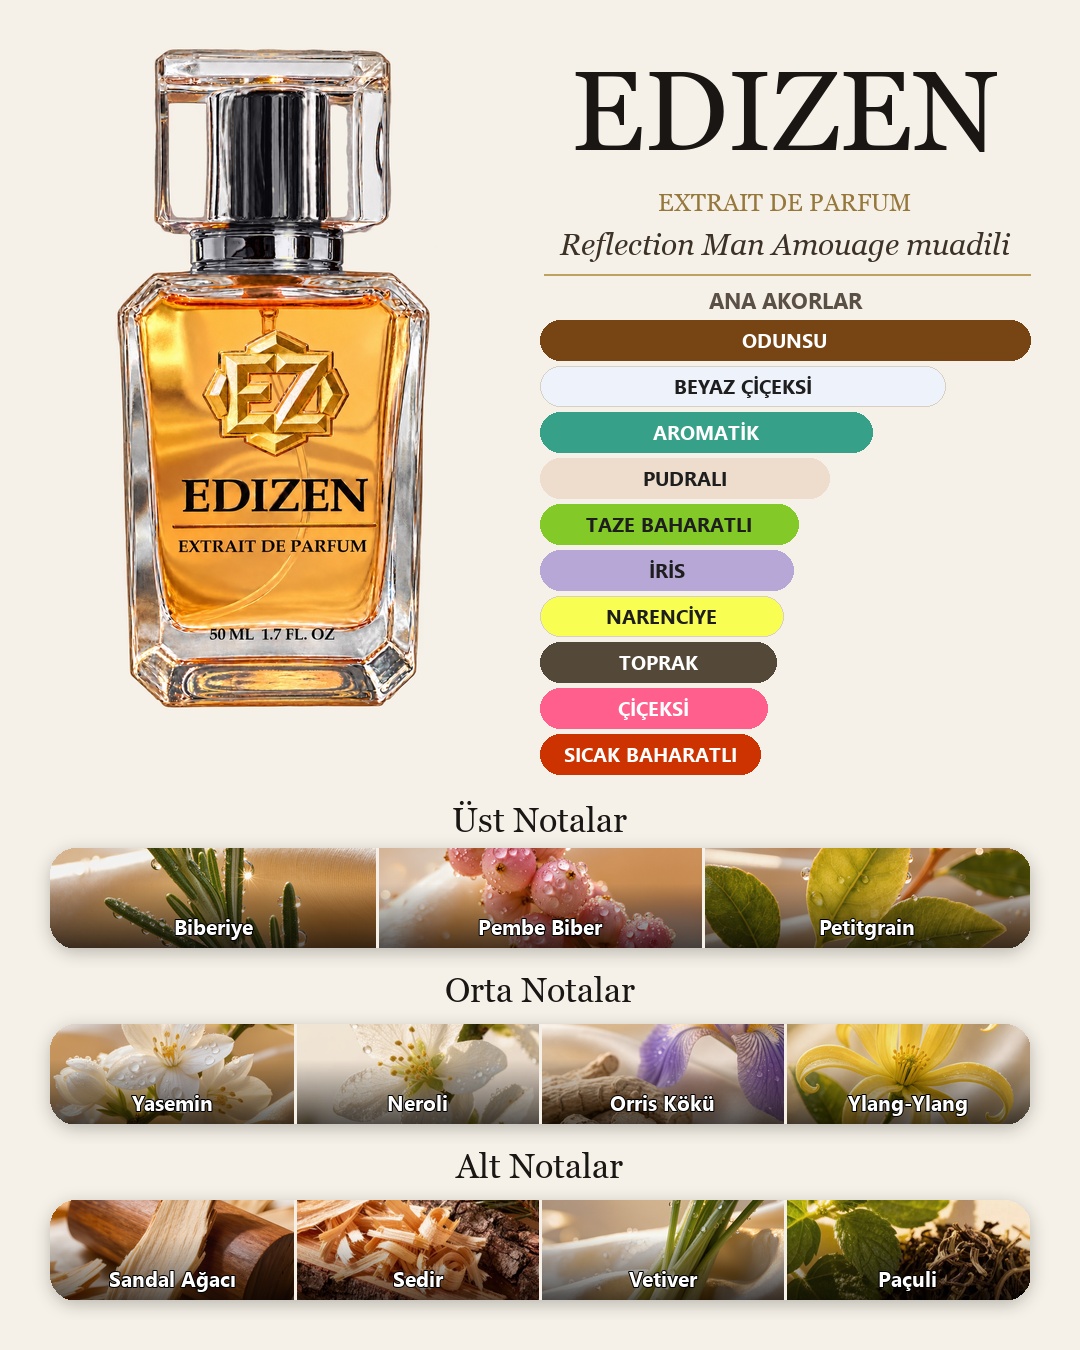 EZ
EDIZEN
EXTRAIT DE PARFUM
50 ML 1.7 FL. OZ
EDIZEN
EXTRAIT DE PARFUM
Reflection Man Amouage muadili
ANA AKORLAR
ODUNSU
BEYAZ ÇİÇEKSİ
AROMATİK
PUDRALI
TAZE BAHARATLI
İRİS
NARENCİYE
TOPRAK
ÇİÇEKSİ
SICAK BAHARATLI
Üst Notalar
Biberiye
Pembe Biber
Petitgrain
Orta Notalar
Yasemin
Neroli
Orris Kökü
Ylang-Ylang
Alt Notalar
Sandal Ağacı
Sedir
Vetiver
Paçuli